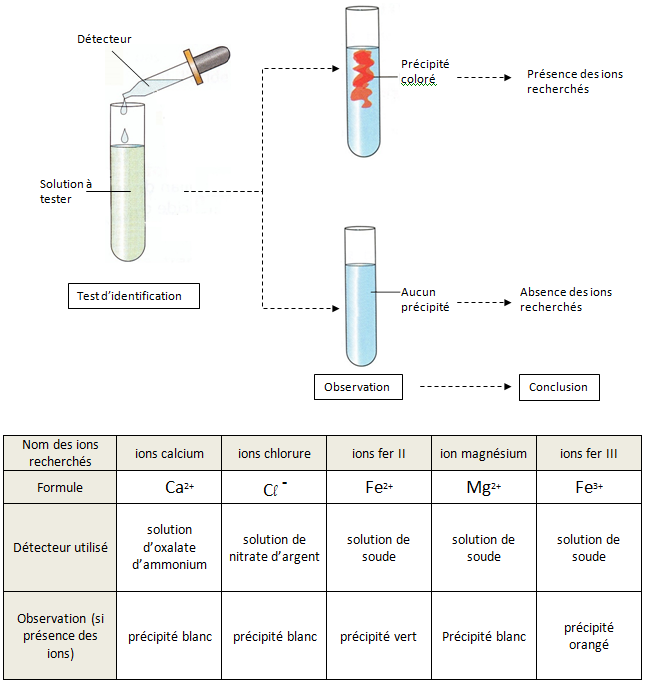 Détecteur
Solution à
tester
Test d'identification
Précipité
coloré
Présence des ions
recherchés
Aucun
précipité
Absence des ions
recherchés
Observation
Conclusion
Nom des ions
recherchés
ions calcium
ions chlorure
ions fer II
ion magnésium
ions fer III
Formule
Ca²⁺
Cℓ⁻
Fe²⁺
Mg²⁺
Fe³⁺
Détecteur utilisé
solution
d'oxalate
d'ammonium
solution de
nitrate d'argent
solution de
soude
solution de
soude
solution de
soude
Observation (si
présence des
ions)
précipité blanc
précipité blanc
précipité vert
Précipité blanc
précipité
orangé